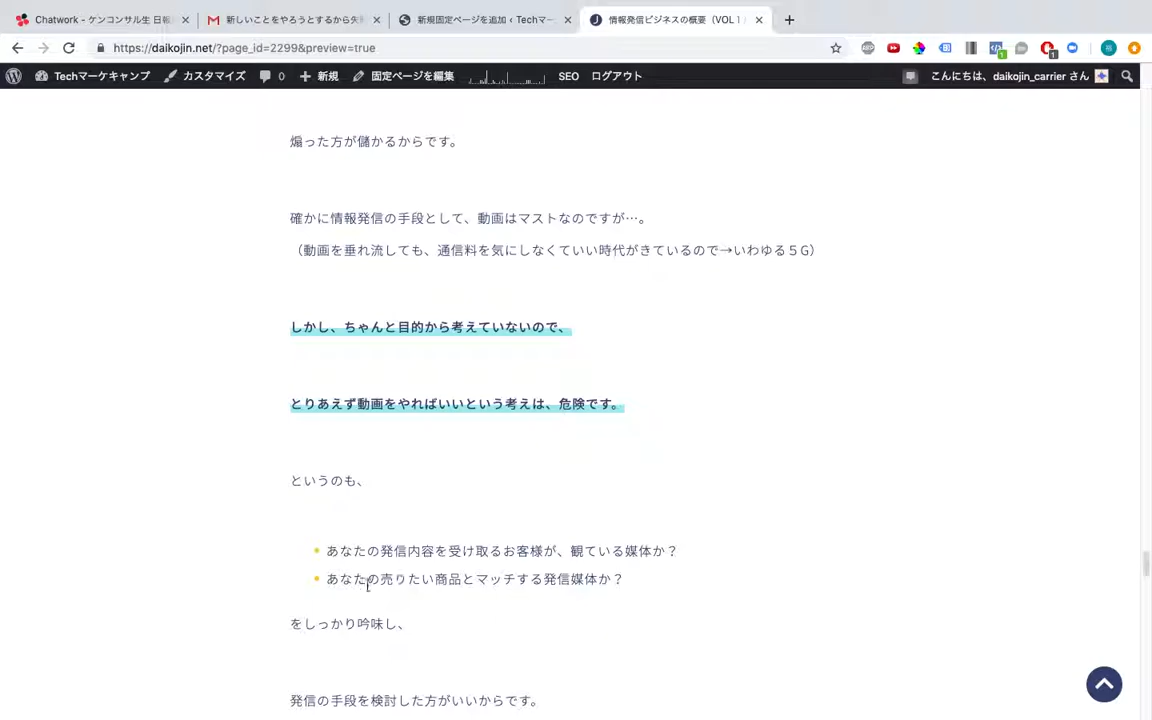 Chatwork - ケンコンサル生 日報
新しいことをやろうとするから失
新規固定ページを追加 ‹ Techマー
情報発信ビジネスの概要（VOL 1
https://daikojin.net/?page_id=2299&preview=true
Techマーケキャンプ カスタマイズ 0 新規 固定ページを編集 SEO ログアウト こんにちは、daikojin_carrier さん
煽った方が儲かるからです。
確かに情報発信の手段として、動画はマストなのですが…。
（動画を垂れ流しても、通信料を気にしなくていい時代がきているので→いわゆる５G）
しかし、ちゃんと目的から考えていないので、
とりあえず動画をやればいいという考えは、危険です。
というのも、
あなたの発信内容を受け取るお客様が、観ている媒体か？
あなたの売りたい商品とマッチする発信媒体か？
をしっかり吟味し、
発信の手段を検討した方がいいからです。